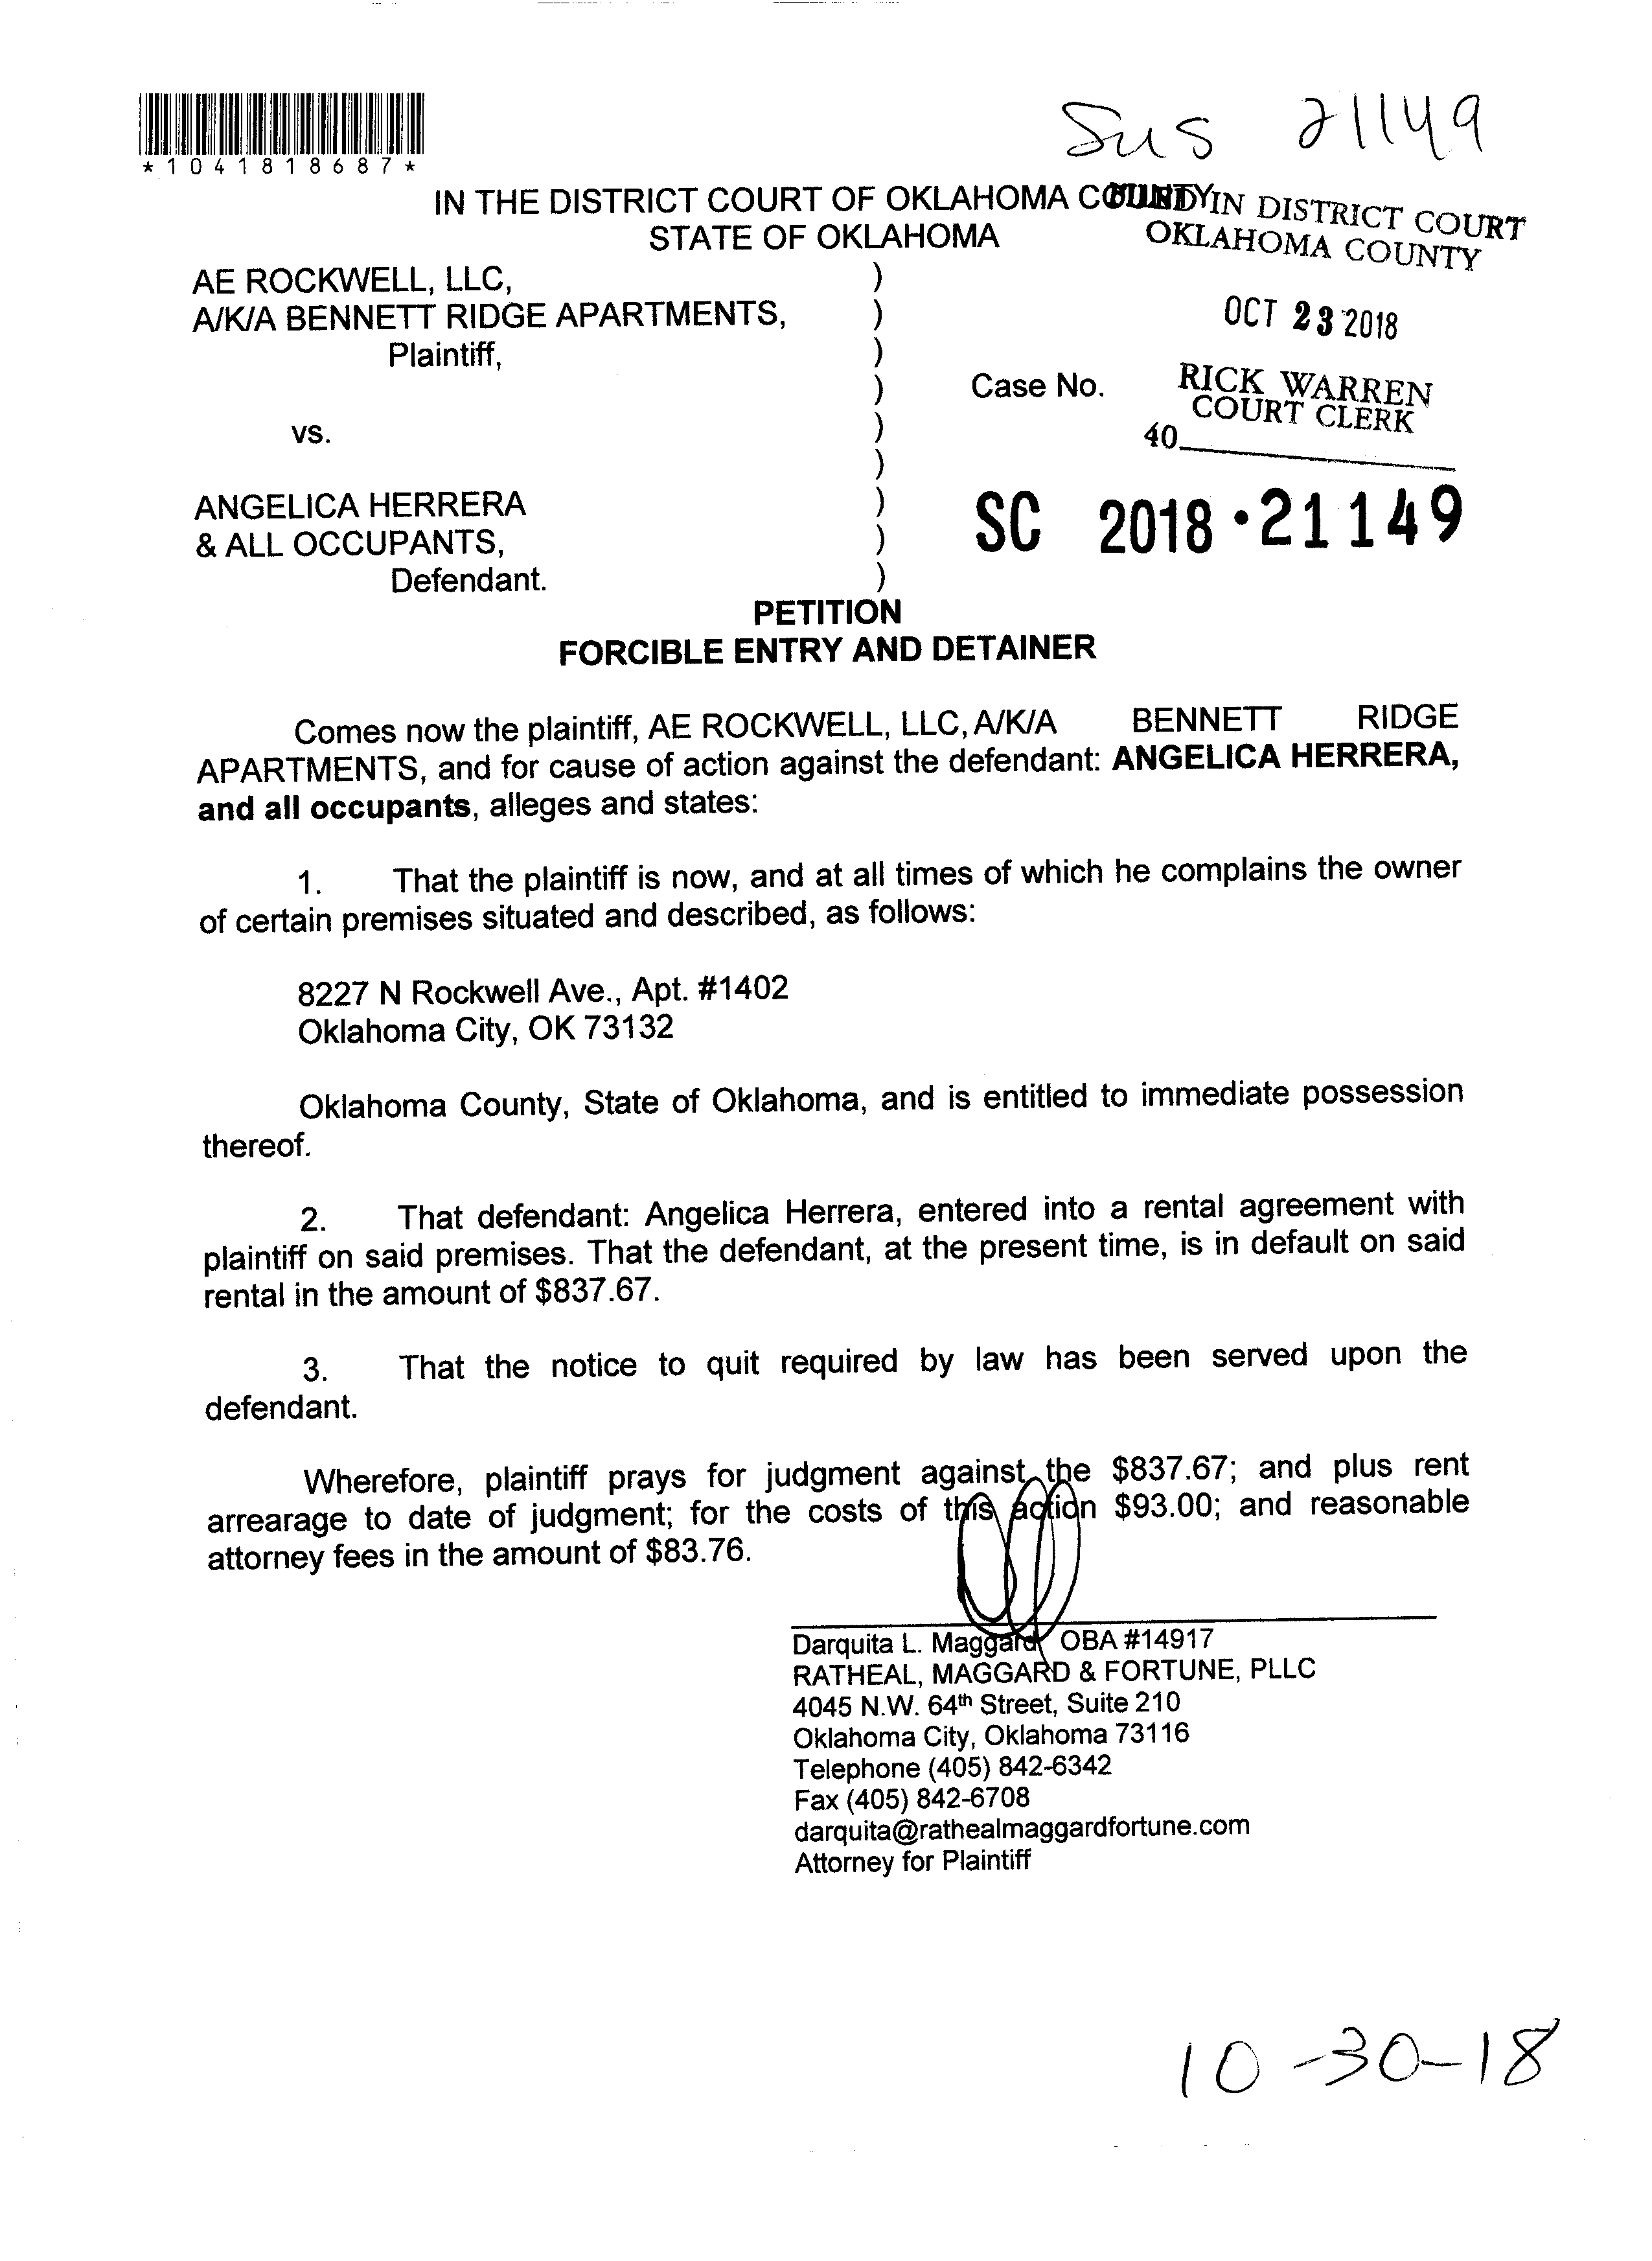 Sus 21149
*1041818687*
IN THE DISTRICT COURT OF OKLAHOMA COUNTY
STATE OF OKLAHOMA
FILED IN DISTRICT COURT
OKLAHOMA COUNTY
OCT 23 2018
RICK WARREN
COURT CLERK
40
AE ROCKWELL, LLC, )
A/K/A BENNETT RIDGE APARTMENTS, )
Plaintiff, )
) Case No.
vs. )
)
ANGELICA HERRERA ) SC 2018 · 21149
& ALL OCCUPANTS, )
Defendant. )
PETITION
FORCIBLE ENTRY AND DETAINER
Comes now the plaintiff, AE ROCKWELL, LLC, A/K/A BENNETT RIDGE
APARTMENTS, and for cause of action against the defendant: ANGELICA HERRERA,
and all occupants, alleges and states:
1. That the plaintiff is now, and at all times of which he complains the owner
of certain premises situated and described, as follows:
8227 N Rockwell Ave., Apt. #1402
Oklahoma City, OK 73132
Oklahoma County, State of Oklahoma, and is entitled to immediate possession
thereof.
2. That defendant: Angelica Herrera, entered into a rental agreement with
plaintiff on said premises. That the defendant, at the present time, is in default on said
rental in the amount of $837.67.
3. That the notice to quit required by law has been served upon the
defendant.
Wherefore, plaintiff prays for judgment against the $837.67; and plus rent
arrearage to date of judgment; for the costs of this action $93.00; and reasonable
attorney fees in the amount of $83.76.
Darquita L. Maggard OBA #14917
RATHEAL, MAGGARD & FORTUNE, PLLC
4045 N.W. 64th Street, Suite 210
Oklahoma City, Oklahoma 73116
Telephone (405) 842-6342
Fax (405) 842-6708
darquita@rathealmaggardfortune.com
Attorney for Plaintiff
10-30-18